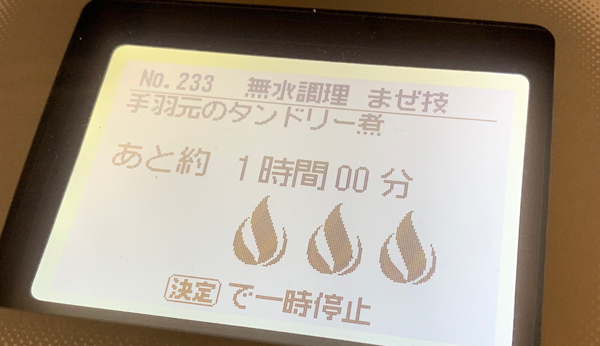 No.233 無水調理 まぜ技
手羽元のタンドリー煮
あと約 1時間00分
決定 で一時停止